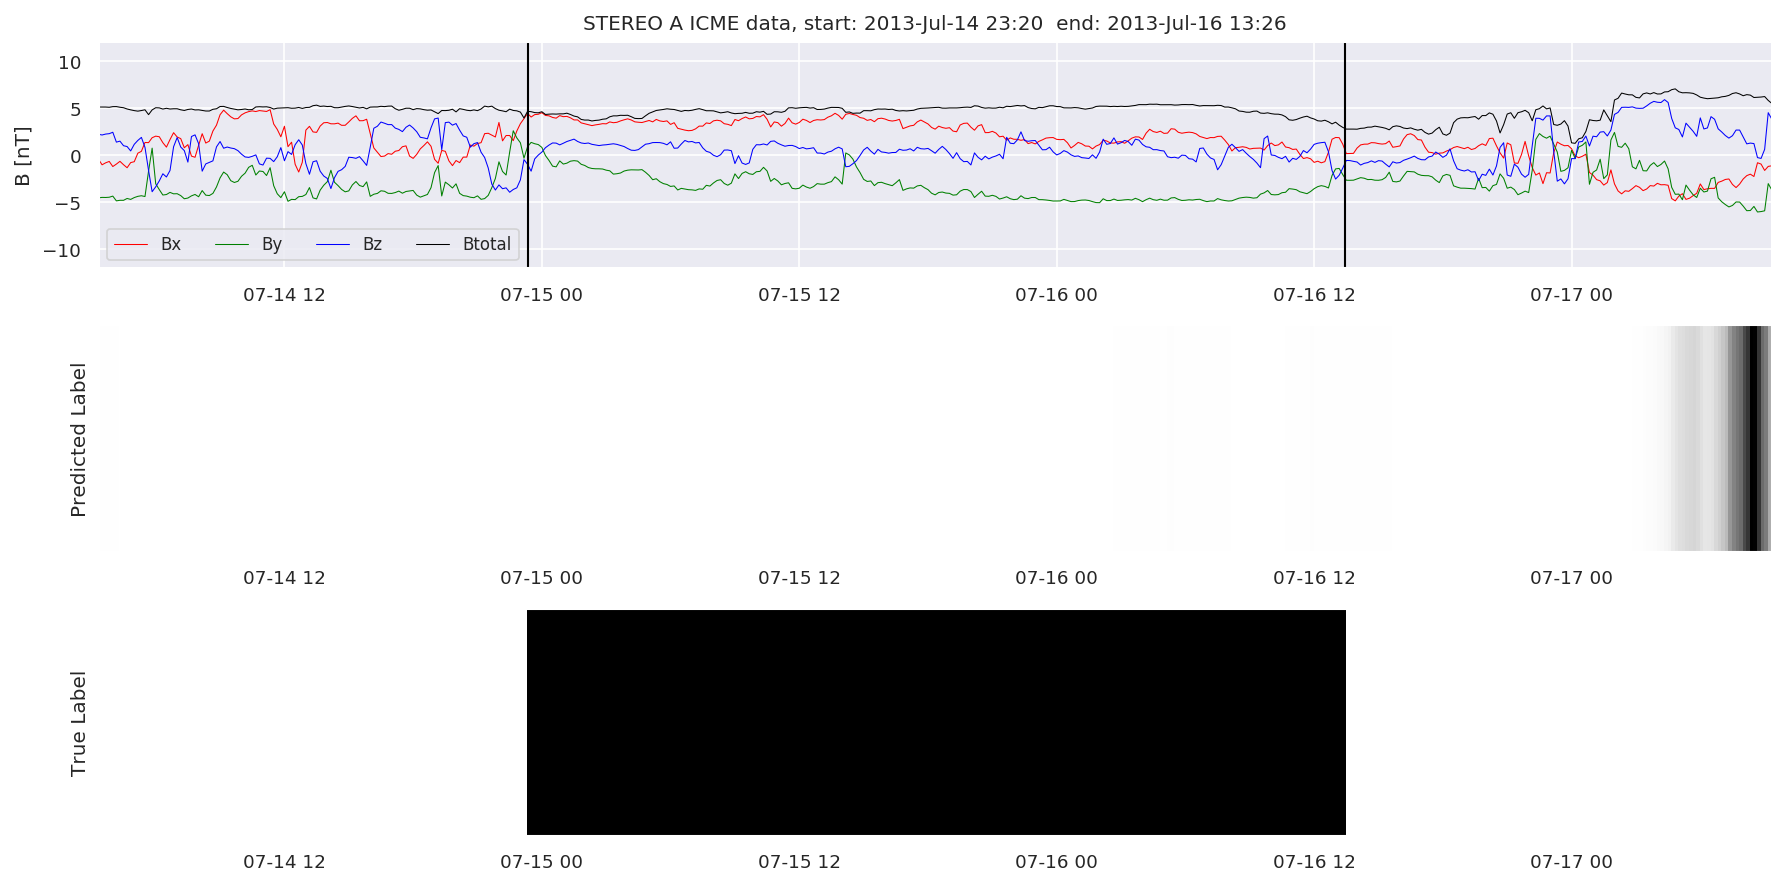 STEREO A ICME data, start: 2013-Jul-14 23:20  end: 2013-Jul-16 13:26
B [nT]
10
5
0
−5
−10
Bx By Bz Btotal
07-14 12 07-15 00 07-15 12 07-16 00 07-16 12 07-17 00
Predicted Label
07-14 12 07-15 00 07-15 12 07-16 00 07-16 12 07-17 00
True Label
07-14 12 07-15 00 07-15 12 07-16 00 07-16 12 07-17 00